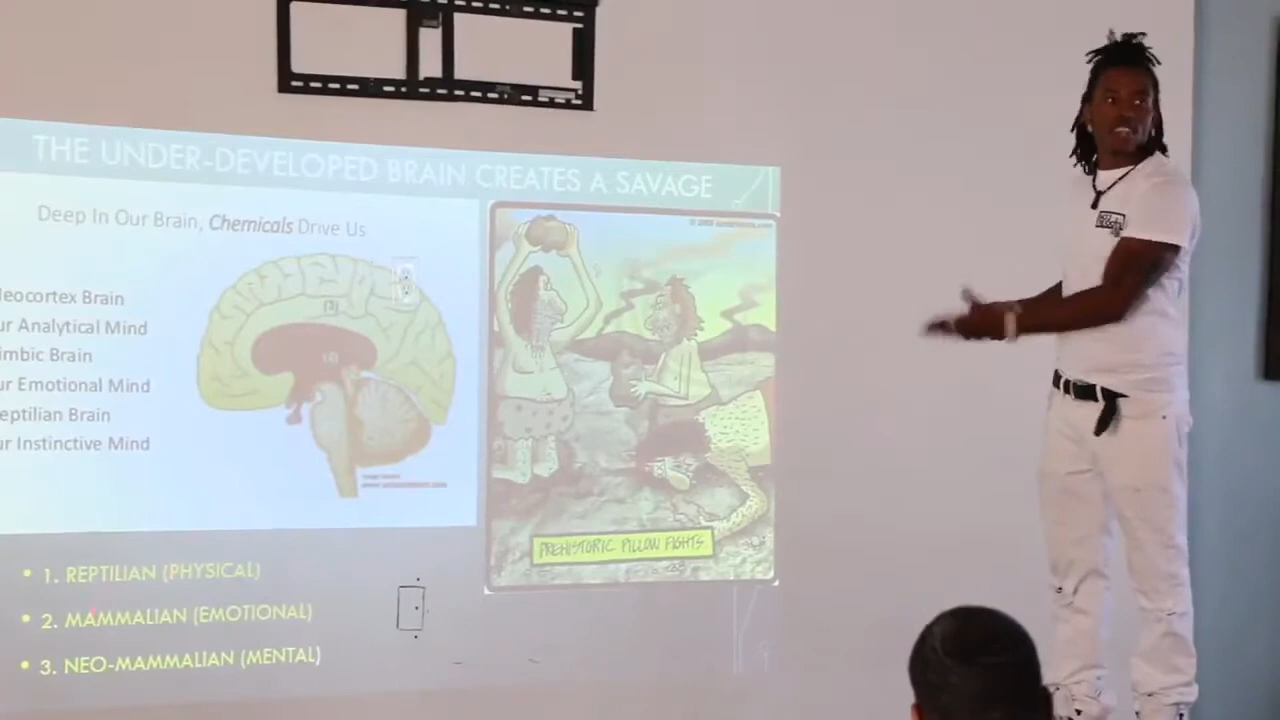 THE UNDER-DEVELOPED BRAIN CREATES A SAVAGE
Deep In Our Brain, Chemicals Drive Us
eocortex Brain
ur Analytical Mind
imbic Brain
ur Emotional Mind
eptilian Brain
ur Instinctive Mind
PREHISTORIC PILLOW FIGHTS
• 1. REPTILIAN (PHYSICAL)
• 2. MAMMALIAN (EMOTIONAL)
• 3. NEO-MAMMALIAN (MENTAL)